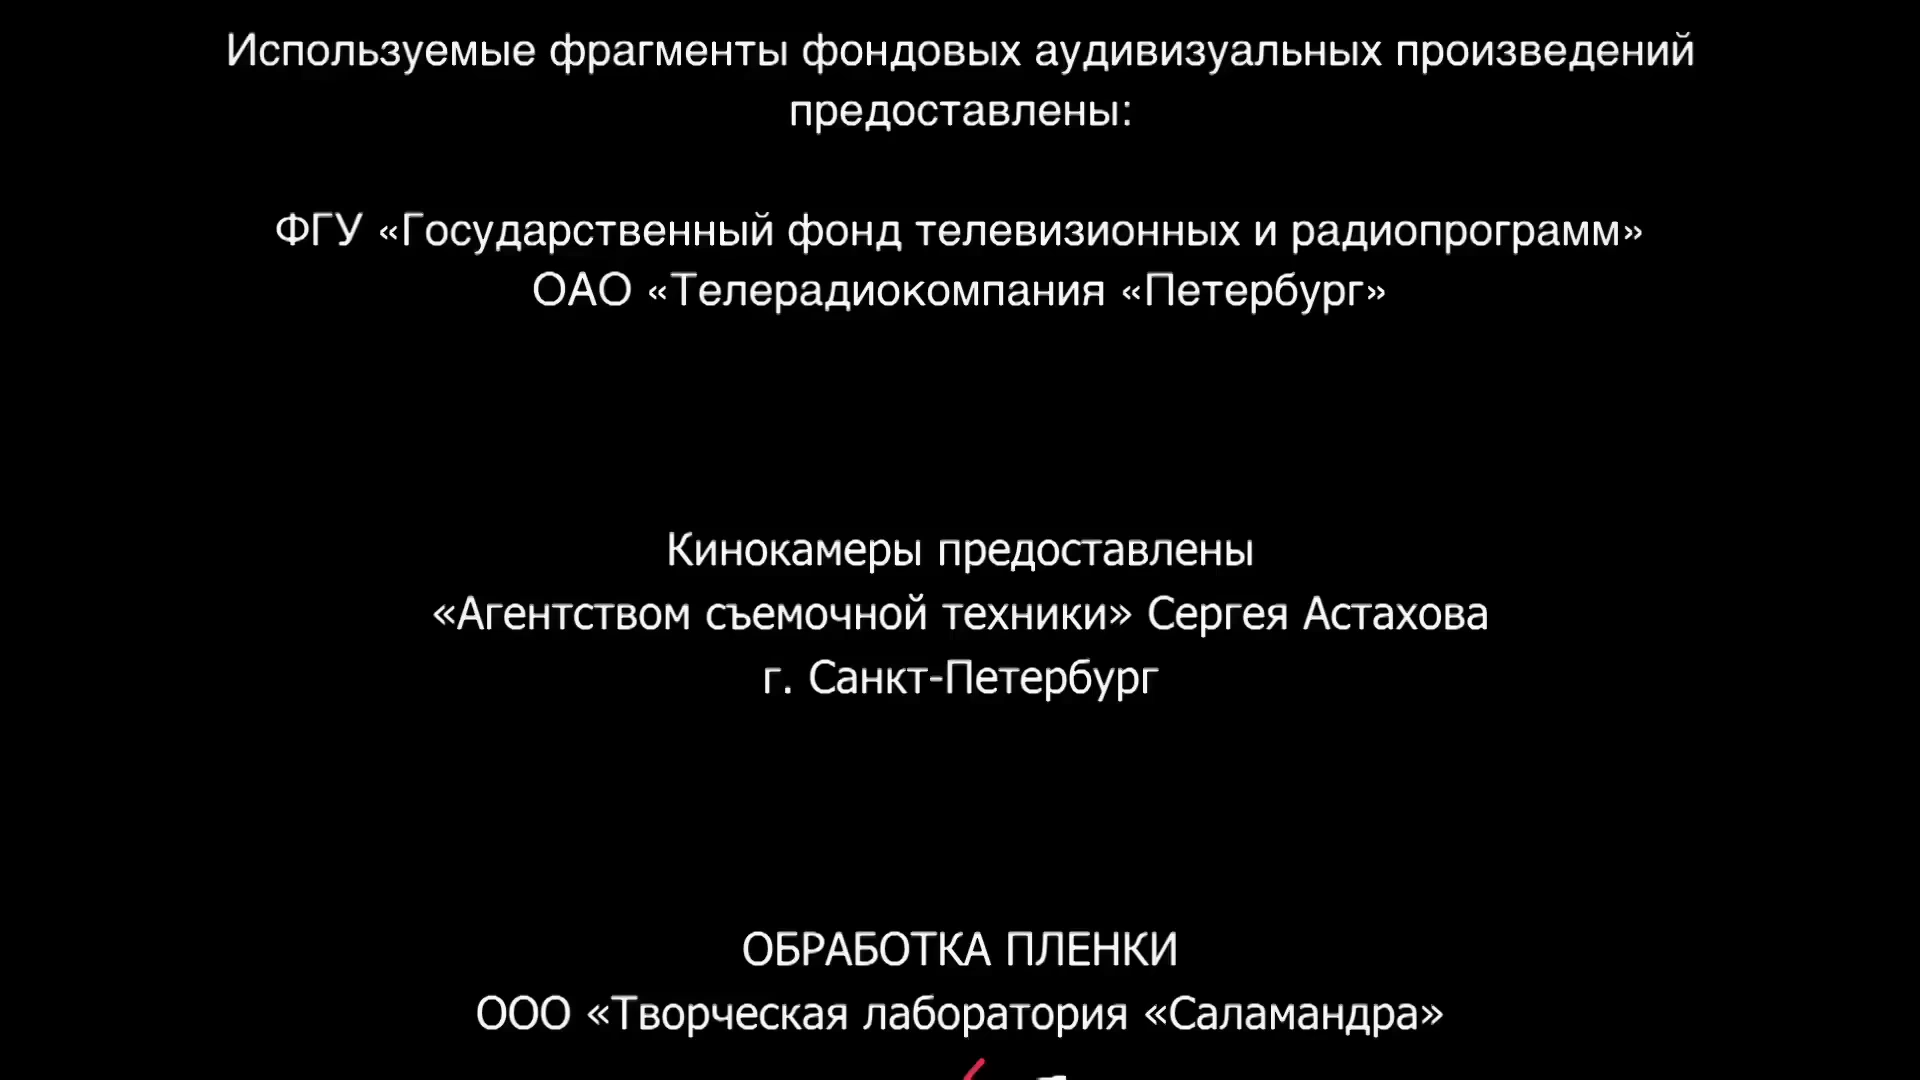 Используемые фрагменты фондовых аудивизуальных произведений
предоставлены:
ФГУ «Государственный фонд телевизионных и радиопрограмм»
ОАО «Телерадиокомпания «Петербург»
Кинокамеры предоставлены
«Агентством съемочной техники» Сергея Астахова
г. Санкт-Петербург
ОБРАБОТКА ПЛЕНКИ
ООО «Творческая лаборатория «Саламандра»